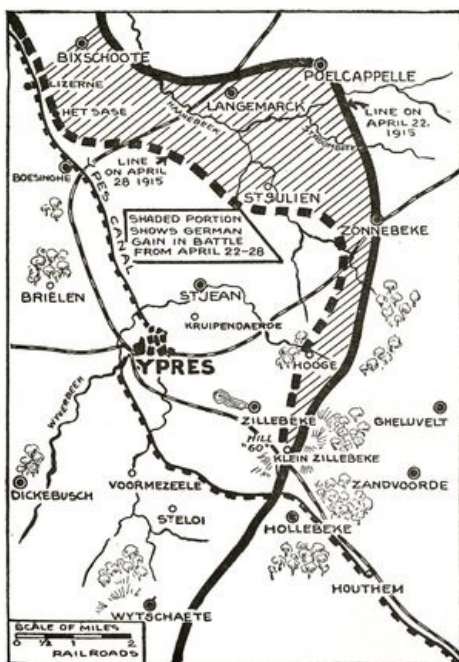 BIXSCHOOTE
LIZERNE
HET SASE
POELCAPPELLE
LANGEMARCK
HANNEBEEK
LINE ON
APRIL 22,
1915
LINE
ON APRIL
28 1915
BOESINGHE
YPES CANAL
ST JULIEN
SHADED PORTION
SHOWS GERMAN
GAIN IN BATTLE
FROM APRIL 22-28
ZONNEBEKE
BRIELEN
ST JEAN
KRUIPENDAERDE
YPRES
HOOGE
ZILLEBEKE
GHELUVELT
HILL
"60"
KLEIN ZILLEBEKE
ZANDVOORDE
DICKEBUSCH
VOORMEZEELE
ST ELOI
HOLLEBEKE
HOUTHEM
WYTSCHAETE
SCALE OF MILES
0 ½ 1 2
RAILROADS